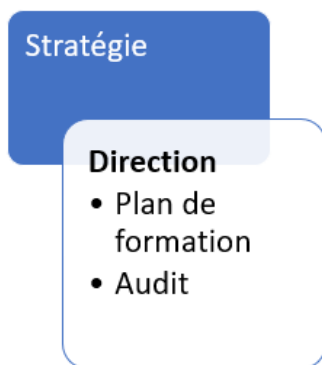 Stratégie
Direction
• Plan de
formation
• Audit